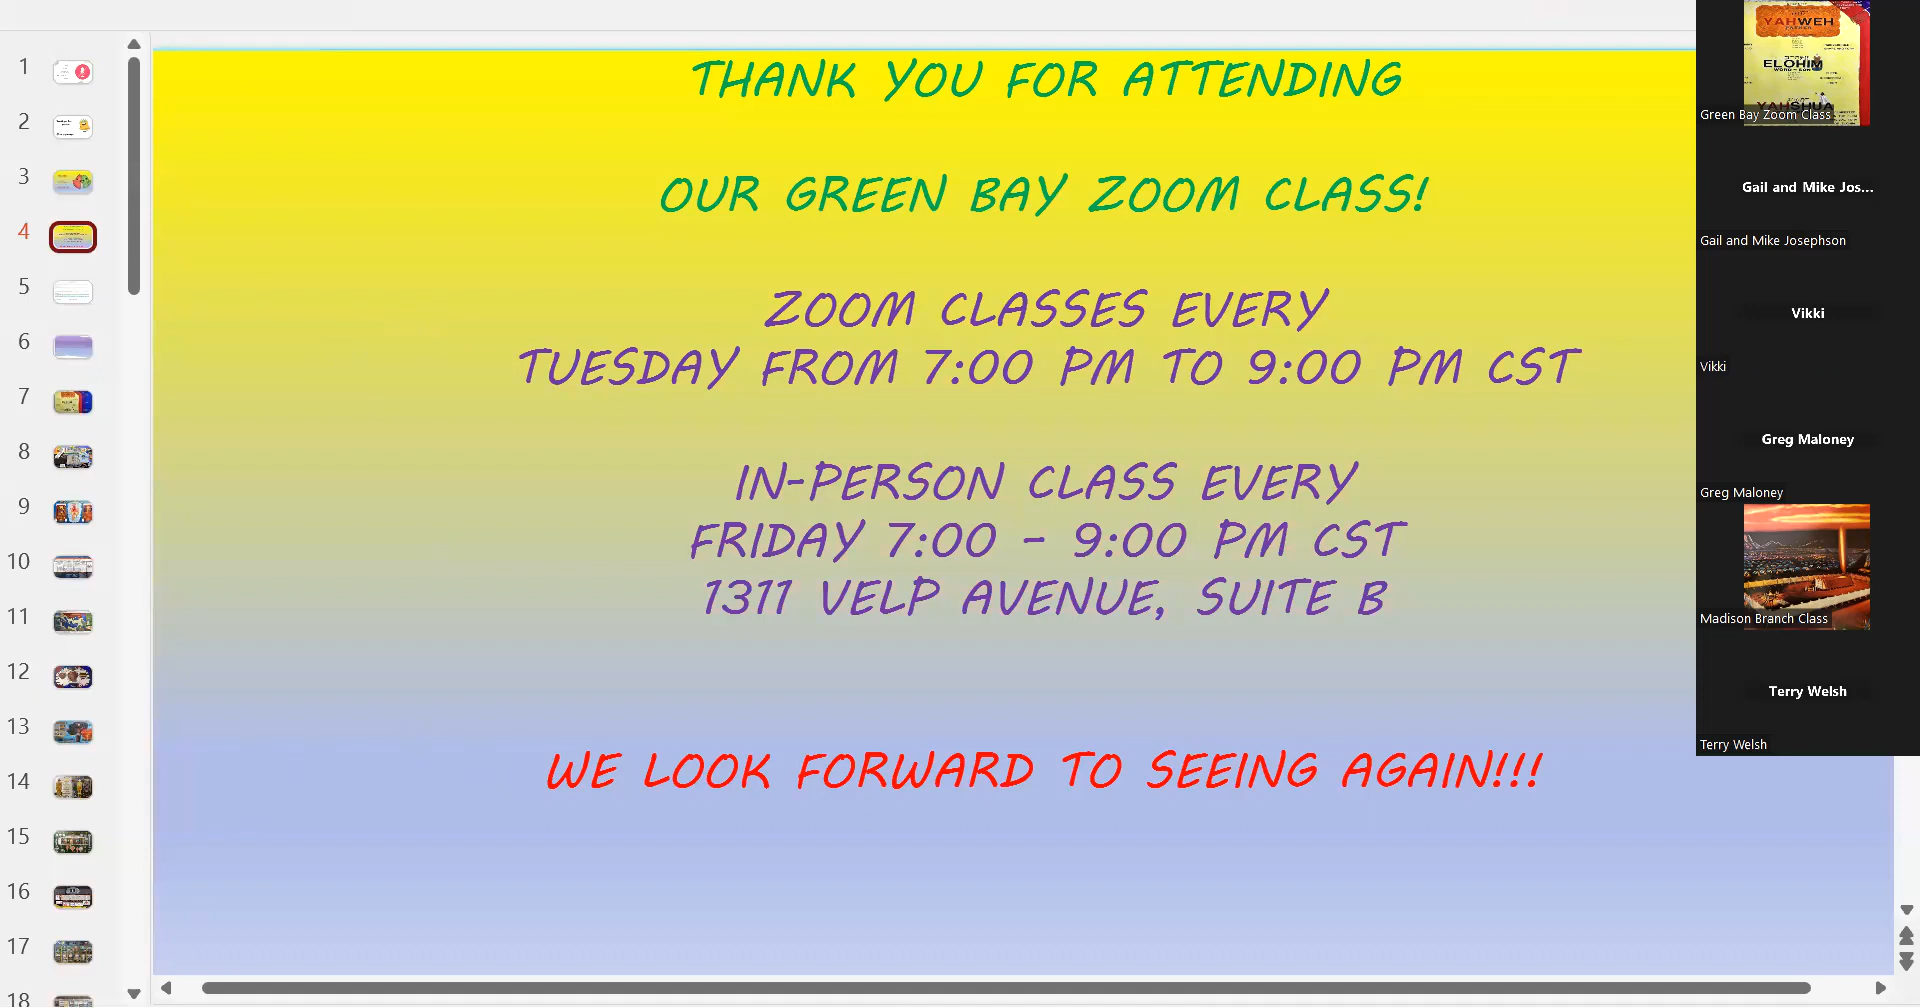 1
2
3
4
5
6
7
8
9
10
11
12
13
14
15
16
17
18
THANK YOU FOR ATTENDING
OUR GREEN BAY ZOOM CLASS!
ZOOM CLASSES EVERY
TUESDAY FROM 7:00 PM TO 9:00 PM CST
IN-PERSON CLASS EVERY
FRIDAY 7:00 – 9:00 PM CST
1311 VELP AVENUE, SUITE B
WE LOOK FORWARD TO SEEING AGAIN!!!
YAHWEH
ELOHIM
YAHSHUA
Green Bay Zoom Class
Gail and Mike Jos...
Gail and Mike Josephson
Vikki
Vikki
Greg Maloney
Greg Maloney
Madison Branch Class
Terry Welsh
Terry Welsh